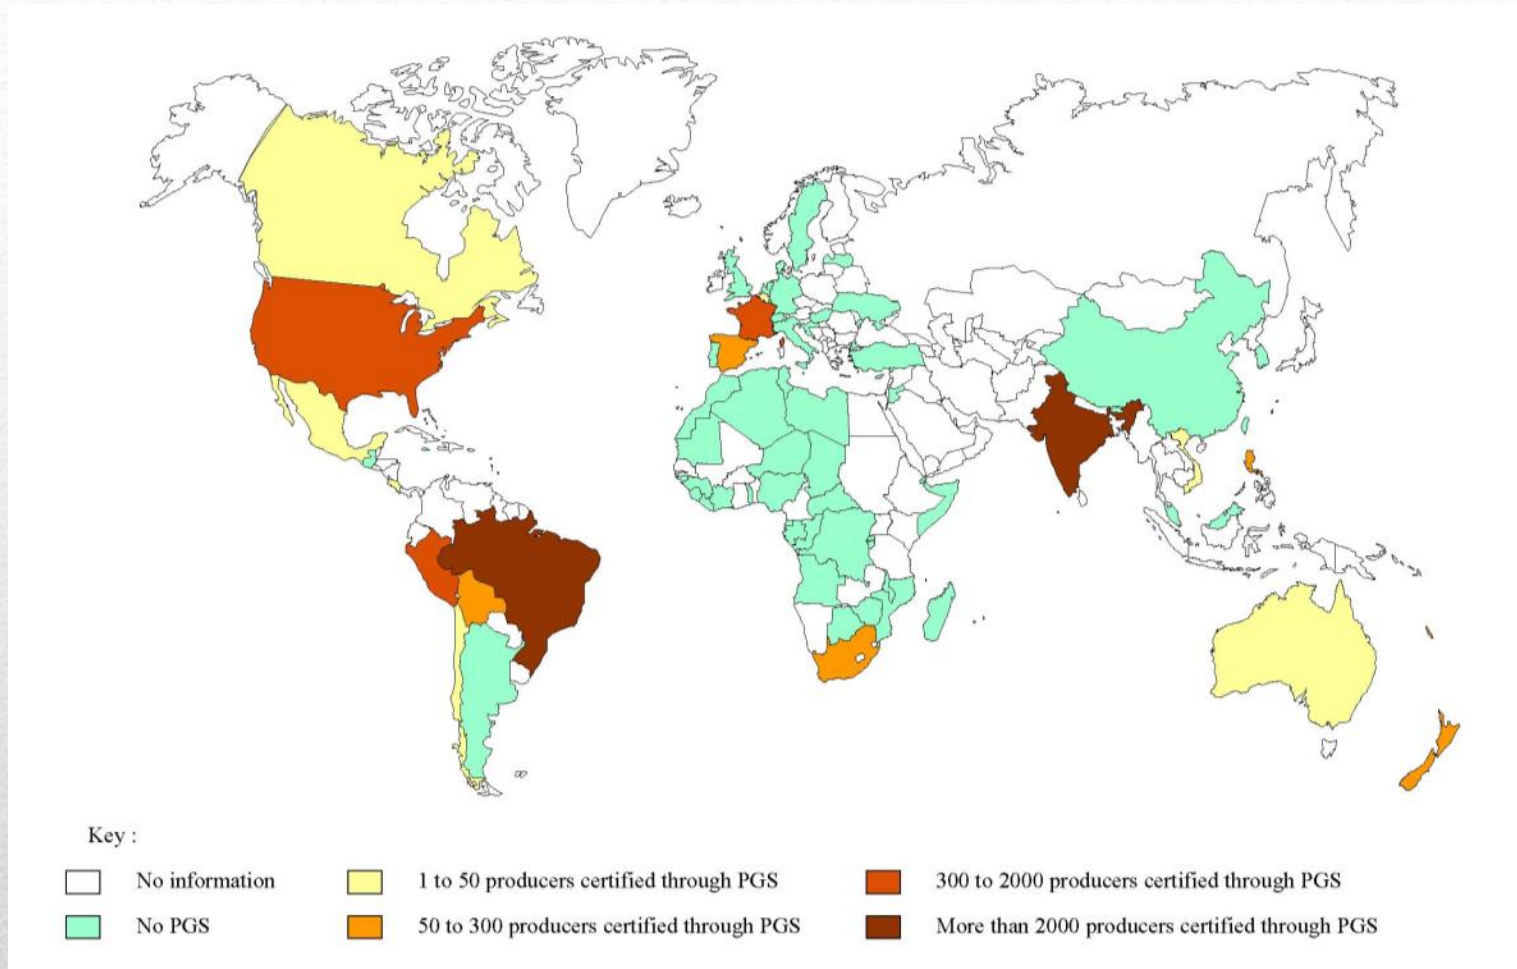 Key :
No information
1 to 50 producers certified through PGS
300 to 2000 producers certified through PGS
No PGS
50 to 300 producers certified through PGS
More than 2000 producers certified through PGS